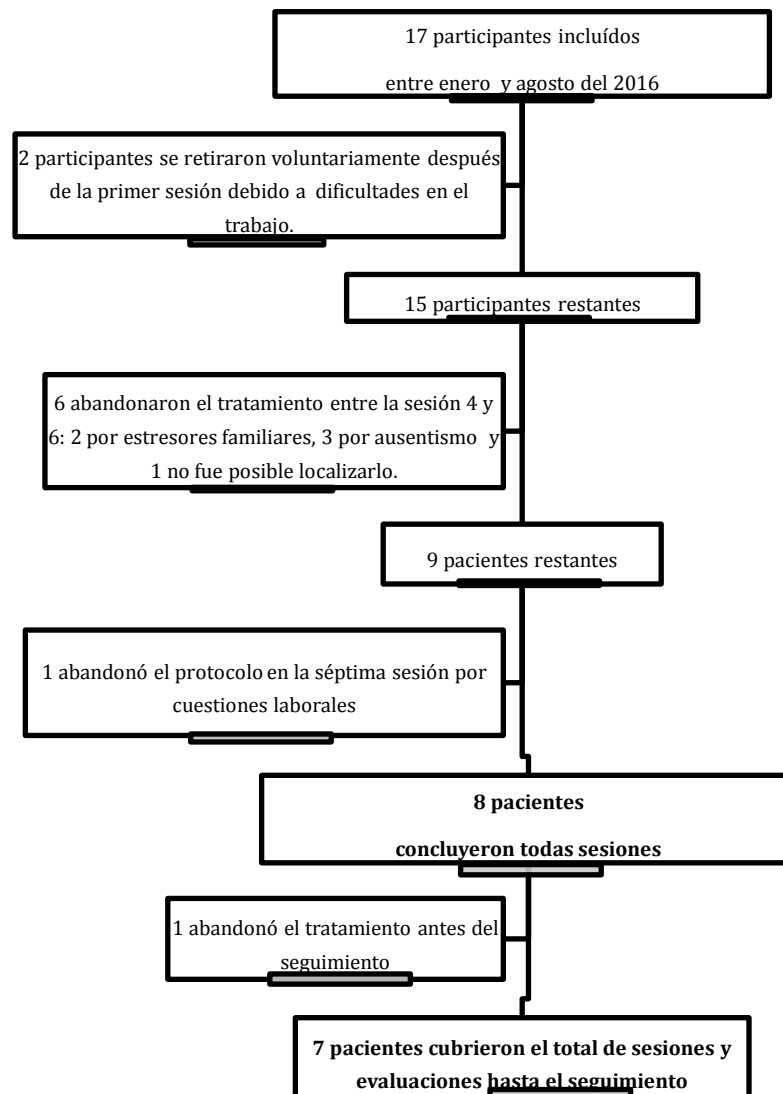 17 participantes incluídos
entre enero y agosto del 2016
2 participantes se retiraron voluntariamente después
de la primer sesión debido a dificultades en el
trabajo.
15 participantes restantes
6 abandonaron el tratamiento entre la sesión 4 y
6: 2 por estresores familiares, 3 por ausentismo y
1 no fue posible localizarlo.
9 pacientes restantes
1 abandonó el protocolo en la séptima sesión por
cuestiones laborales
8 pacientes
concluyeron todas sesiones
1 abandonó el tratamiento antes del
seguimiento
7 pacientes cubrieron el total de sesiones y
evaluaciones hasta el seguimiento